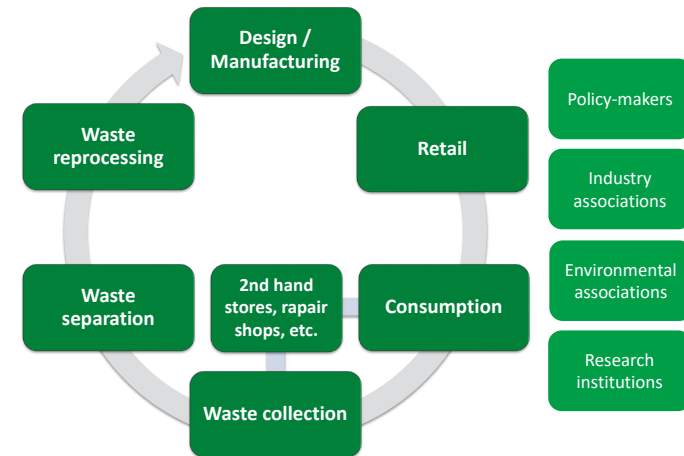 Design /
Manufacturing
Retail
Consumption
2nd hand
stores, rapair
shops, etc.
Waste collection
Waste
separation
Waste
reprocessing
Policy-makers
Industry
associations
Environmental
associations
Research
institutions